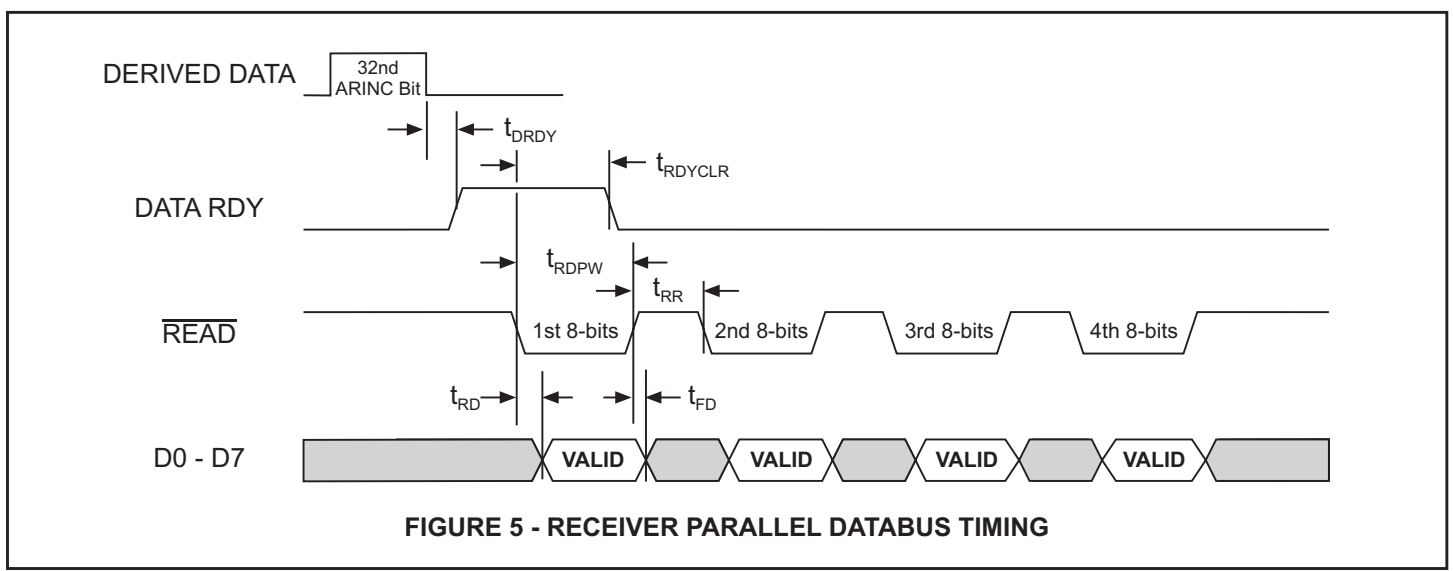 DERIVED DATA
32nd
ARINC Bit
tDRDY
tRDYCLR
DATA RDY
tRDPW
tRR
READ
1st 8-bits
2nd 8-bits
3rd 8-bits
4th 8-bits
tRD
tFD
D0 - D7
VALID
VALID
VALID
VALID
FIGURE 5 - RECEIVER PARALLEL DATABUS TIMING